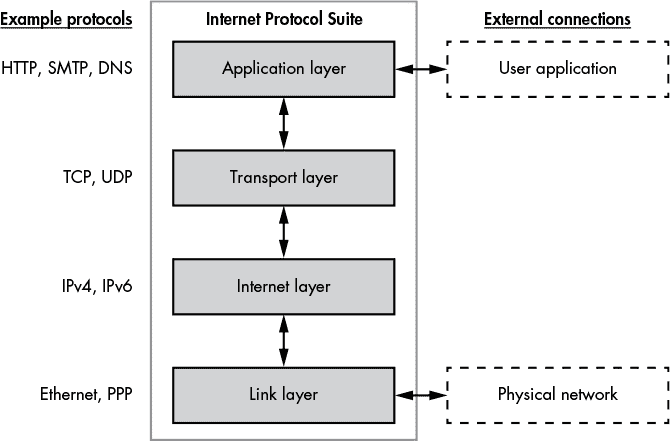 Example protocols Internet Protocol Suite External connections
HTTP, SMTP, DNS Application layer User application
TCP, UDP Transport layer
IPv4, IPv6 Internet layer
Ethernet, PPP Link layer Physical network